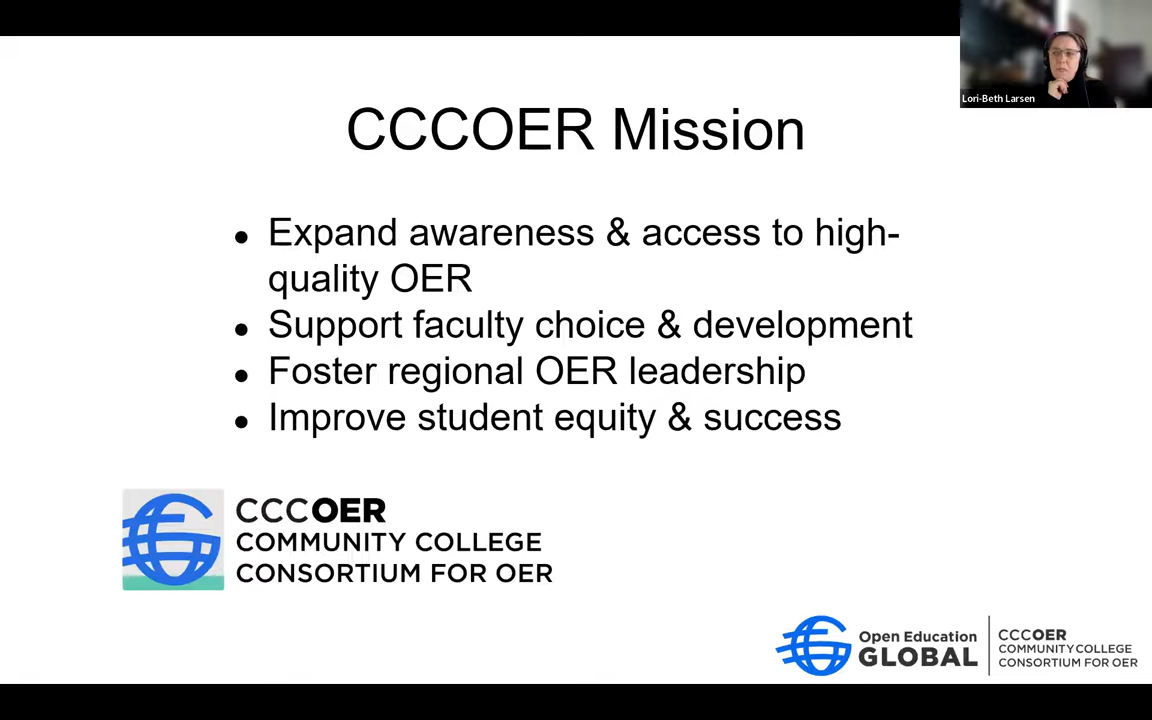 Lori-Beth Larsen
CCCOER Mission
● Expand awareness & access to high-
quality OER
● Support faculty choice & development
● Foster regional OER leadership
● Improve student equity & success
CCCOER
COMMUNITY COLLEGE
CONSORTIUM FOR OER
Open Education
GLOBAL
CCCOER
COMMUNITY COLLEGE
CONSORTIUM FOR OER